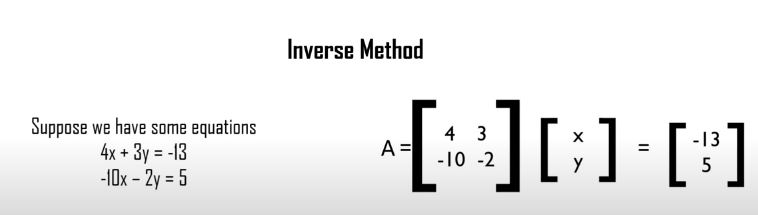 Inverse Method
Suppose we have some equations
4x + 3y = -13
-10x – 2y = 5
A = [ 4 3 ] [ x ] = [ -13 ]
[ -10 -2 ] [ y ] [ 5 ]